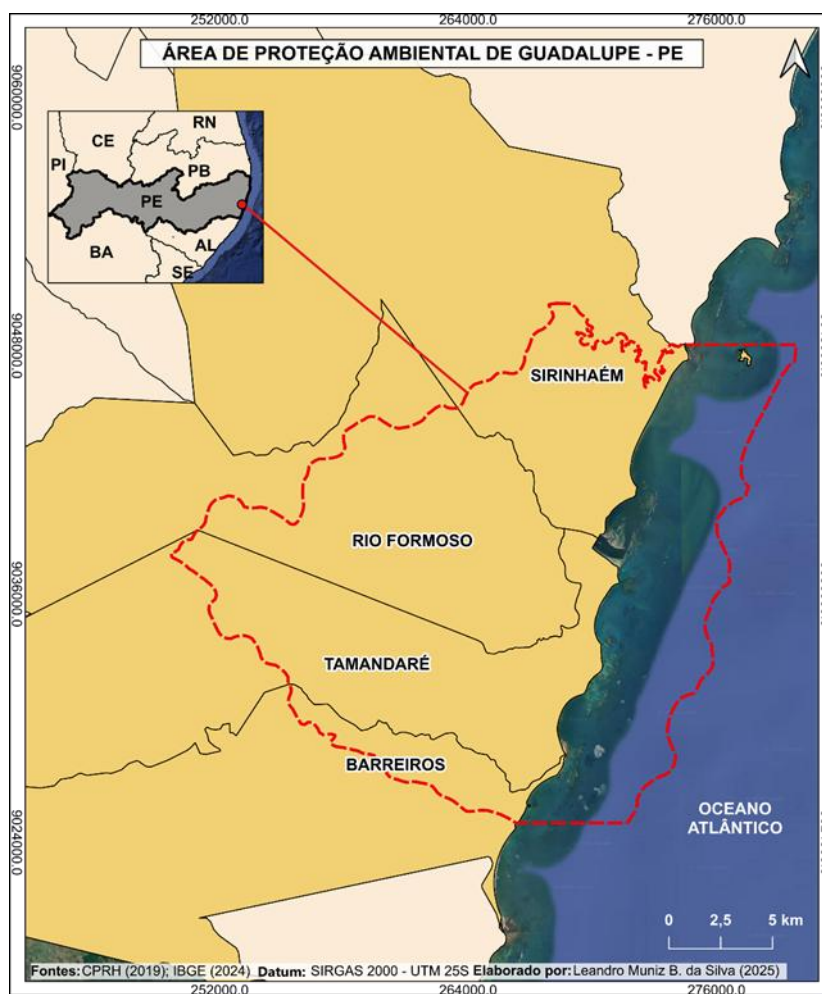 252000.0 264000.0 276000.0
ÁREA DE PROTEÇÃO AMBIENTAL DE GUADALUPE - PE
9060000.0
RN
CE
PI
PB
PE
BA
AL
SE
9048000.0
SIRINHAÉM
RIO FORMOSO
9036000.0
TAMANDARÉ
BARREIROS
OCEANO
ATLÂNTICO
9024000.0
0 2,5 5 km
Fontes: CPRH (2019); IBGE (2024) Datum: SIRGAS 2000 - UTM 25S Elaborado por: Leandro Muniz B. da Silva (2025)
252000.0 264000.0 276000.0